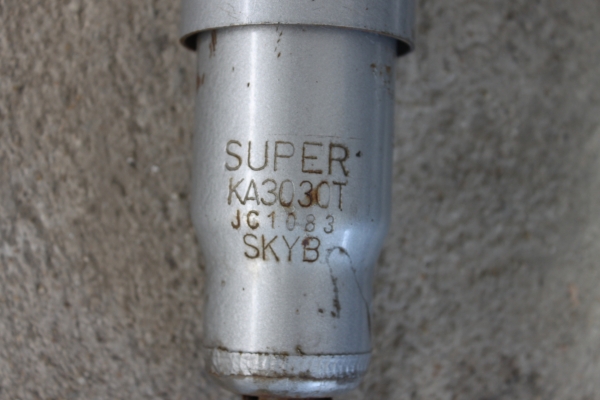 SUPER
KA3030T
JC1083
SKYB